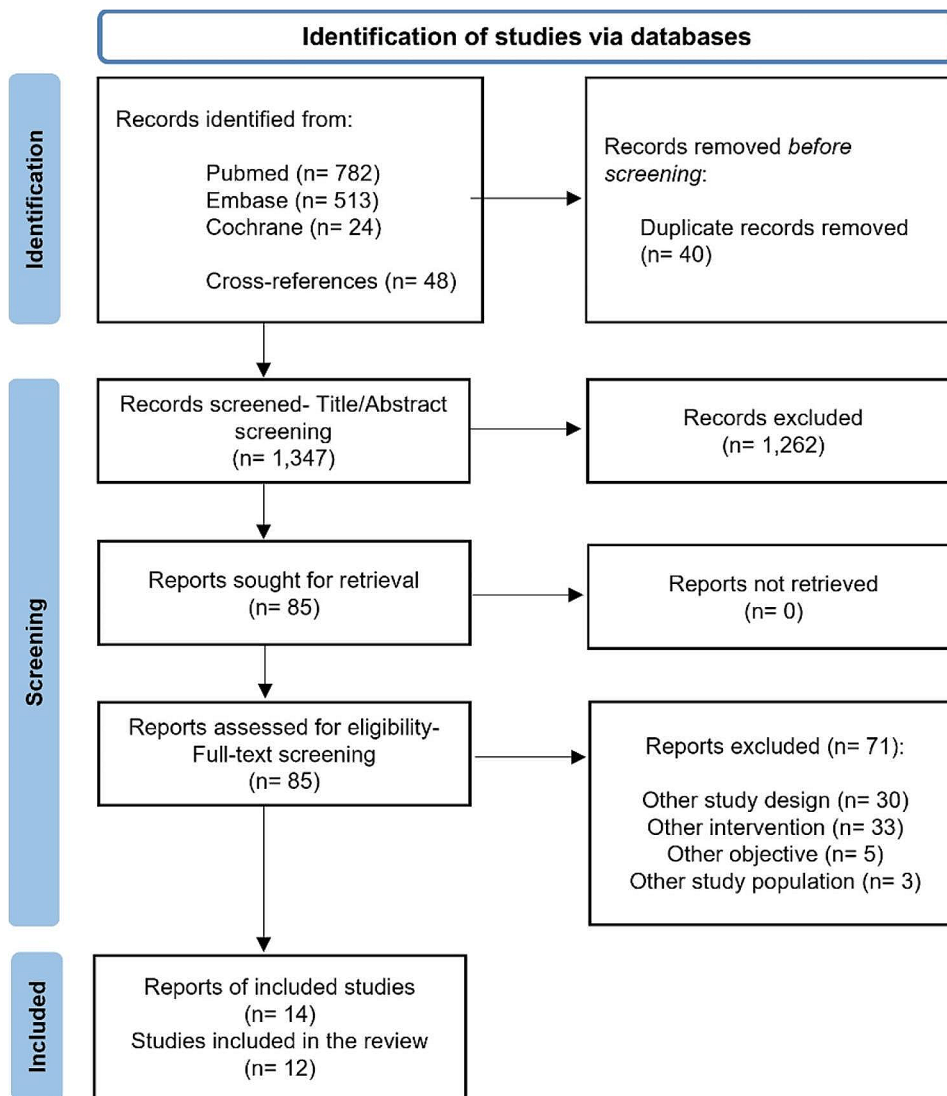 Identification of studies via databases
Identification
Records identified from:
Pubmed (n= 782)
Embase (n= 513)
Cochrane (n= 24)
Cross-references (n= 48)
Records removed before
screening:
Duplicate records removed
(n= 40)
Screening
Records screened- Title/Abstract
screening
(n= 1,347)
Records excluded
(n= 1,262)
Reports sought for retrieval
(n= 85)
Reports not retrieved
(n= 0)
Reports assessed for eligibility-
Full-text screening
(n= 85)
Reports excluded (n= 71):
Other study design (n= 30)
Other intervention (n= 33)
Other objective (n= 5)
Other study population (n= 3)
Included
Reports of included studies
(n= 14)
Studies included in the review
(n= 12)